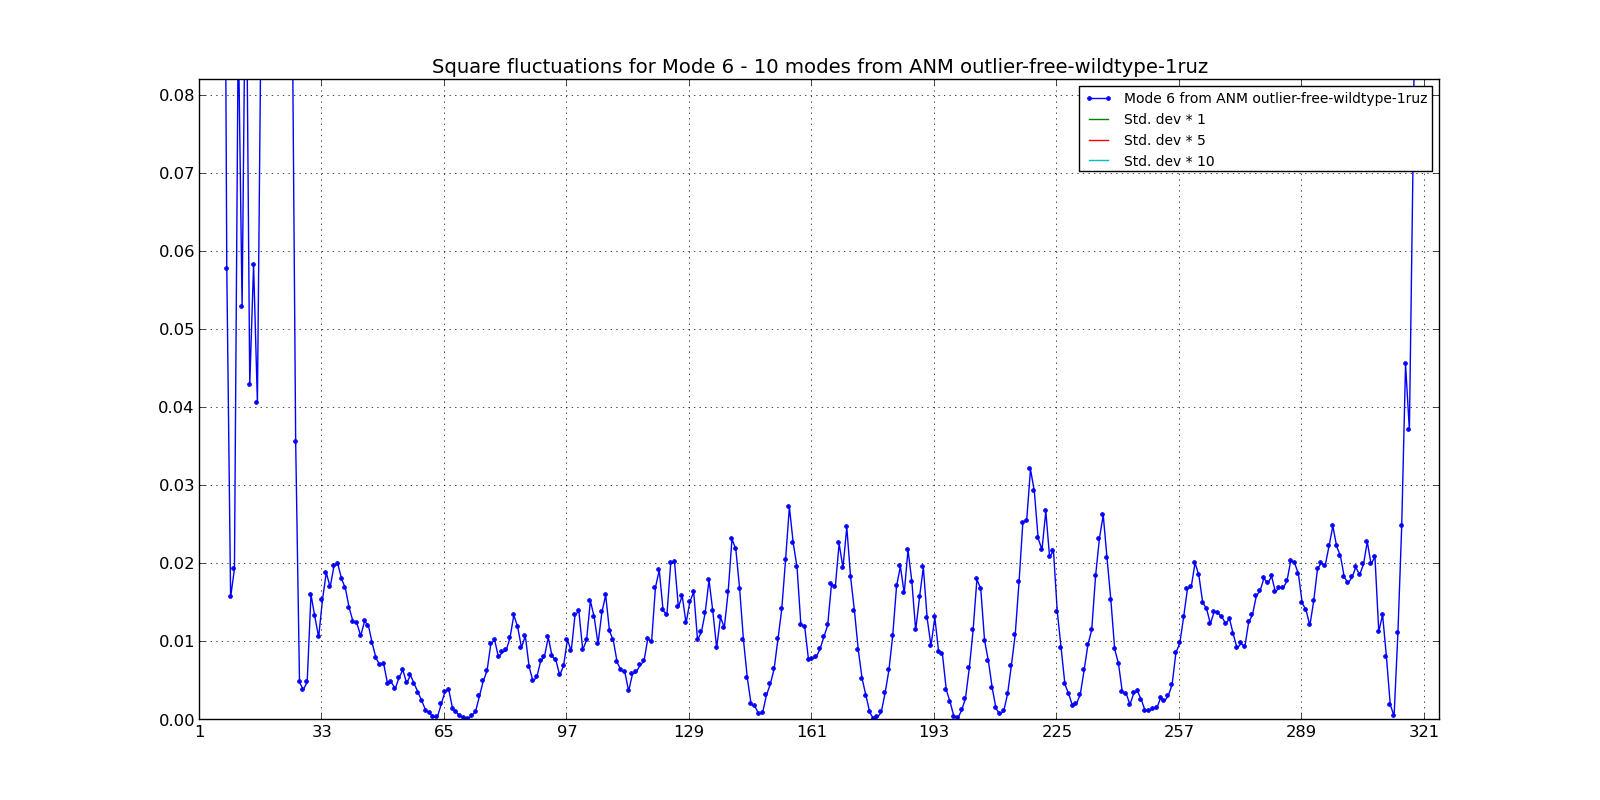 Square fluctuations for Mode 6 - 10 modes from ANM outlier-free-wildtype-1ruz
Mode 6 from ANM outlier-free-wildtype-1ruz
Std. dev * 1
Std. dev * 5
Std. dev * 10
0.08
0.07
0.06
0.05
0.04
0.03
0.02
0.01
0.00
1 33 65 97 129 161 193 225 257 289 321